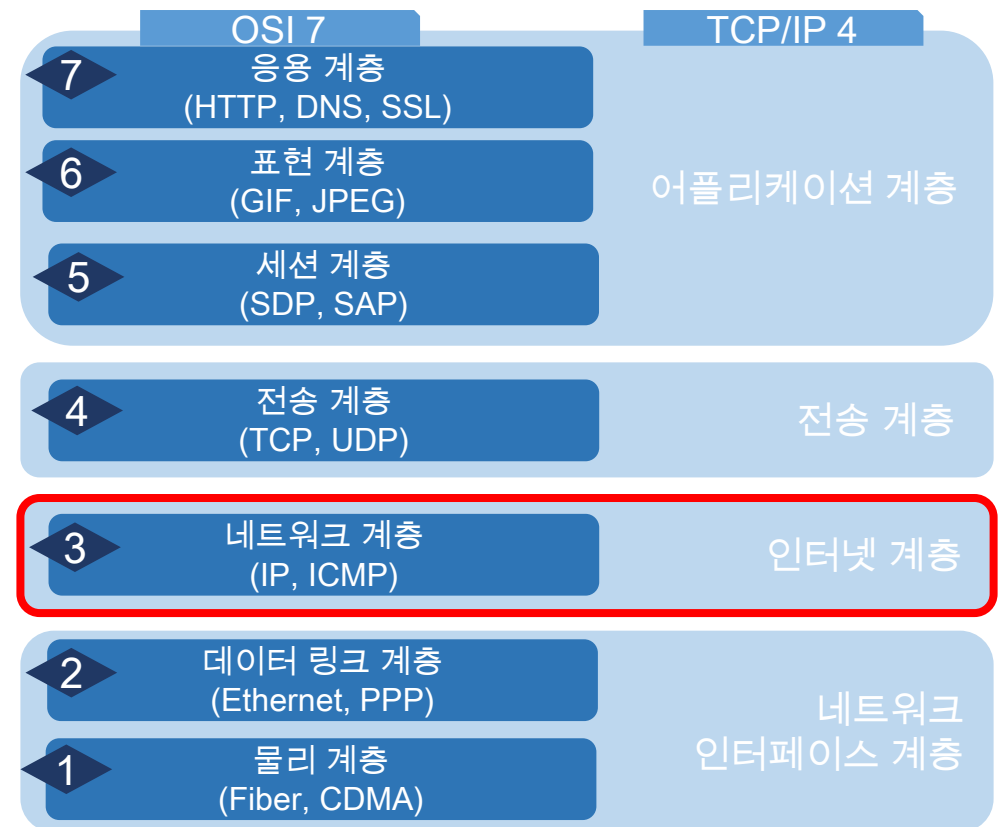 OSI 7
TCP/IP 4
7
응용 계층
(HTTP, DNS, SSL)
6
표현 계층
(GIF, JPEG)
5
세션 계층
(SDP, SAP)
어플리케이션 계층
4
전송 계층
(TCP, UDP)
전송 계층
3
네트워크 계층
(IP, ICMP)
인터넷 계층
2
데이터 링크 계층
(Ethernet, PPP)
1
물리 계층
(Fiber, CDMA)
네트워크
인터페이스 계층